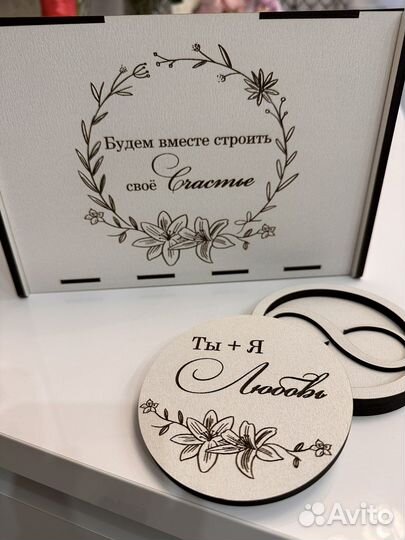 Будем вместе строить
своё Счастье
Ты + Я
Любовь
Avito